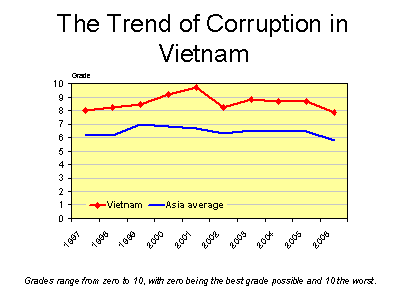 The Trend of Corruption in
Vietnam
Grade
10
9
8
7
6
5
4
3
2
1
0
Vietnam Asia average
1997 1998 1999 2000 2001 2002 2003 2004 2005 2006
Grades range from zero to 10, with zero being the best grade possible and 10 the worst.